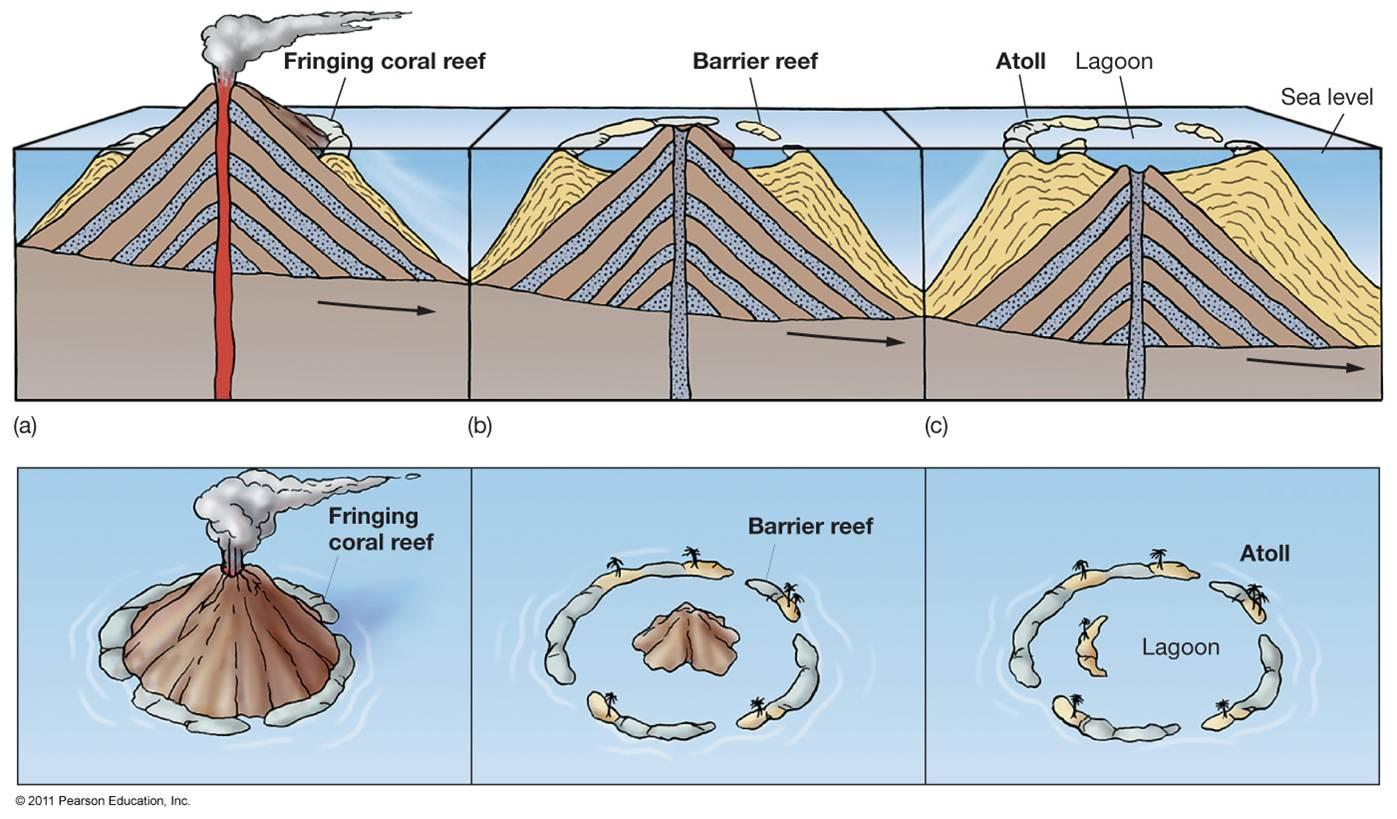 Fringing coral reef
Barrier reef
Atoll
Lagoon
Sea level
(a)
(b)
(c)
Fringing
coral reef
Barrier reef
Atoll
Lagoon
© 2011 Pearson Education, Inc.